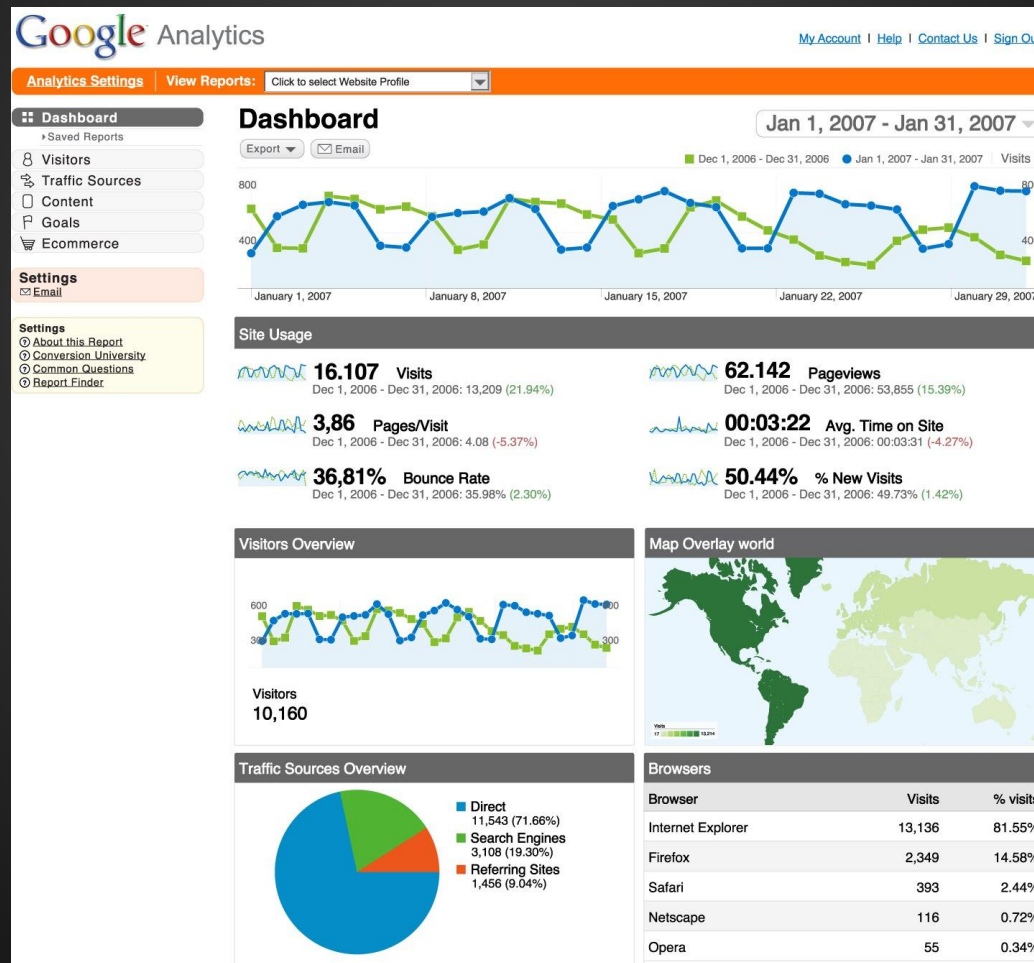 Google Analytics
My Account | Help | Contact Us | Sign Ou
Analytics Settings View Reports: Click to select Website Profile
Dashboard
Saved Reports
Visitors
Traffic Sources
Content
Goals
Ecommerce
Settings
Email
Settings
About this Report
Conversion University
Common Questions
Report Finder
Dashboard
Jan 1, 2007 - Jan 31, 2007
Export Email
Dec 1, 2006 - Dec 31, 2006 Jan 1, 2007 - Jan 31, 2007 Visits
800 80
400 40
January 1, 2007 January 8, 2007 January 15, 2007 January 22, 2007 January 29, 2007
Site Usage
16.107 Visits
Dec 1, 2006 - Dec 31, 2006: 13,209 (21.94%)
62.142 Pageviews
Dec 1, 2006 - Dec 31, 2006: 53,855 (15.39%)
3,86 Pages/Visit
Dec 1, 2006 - Dec 31, 2006: 4.08 (-5.37%)
00:03:22 Avg. Time on Site
Dec 1, 2006 - Dec 31, 2006: 00:03:31 (-4.27%)
36,81% Bounce Rate
Dec 1, 2006 - Dec 31, 2006: 35.98% (2.30%)
50.44% % New Visits
Dec 1, 2006 - Dec 31, 2006: 49.73% (1.42%)
Visitors Overview
600
300 300
Visitors
10,160
Map Overlay world
Visits
17 13,214
Traffic Sources Overview
Direct
11,543 (71.66%)
Search Engines
3,108 (19.30%)
Referring Sites
1,456 (9.04%)
Browsers
Browser Visits % visits
Internet Explorer 13,136 81.55%
Firefox 2,349 14.58%
Safari 393 2.44%
Netscape 116 0.72%
Opera 55 0.34%